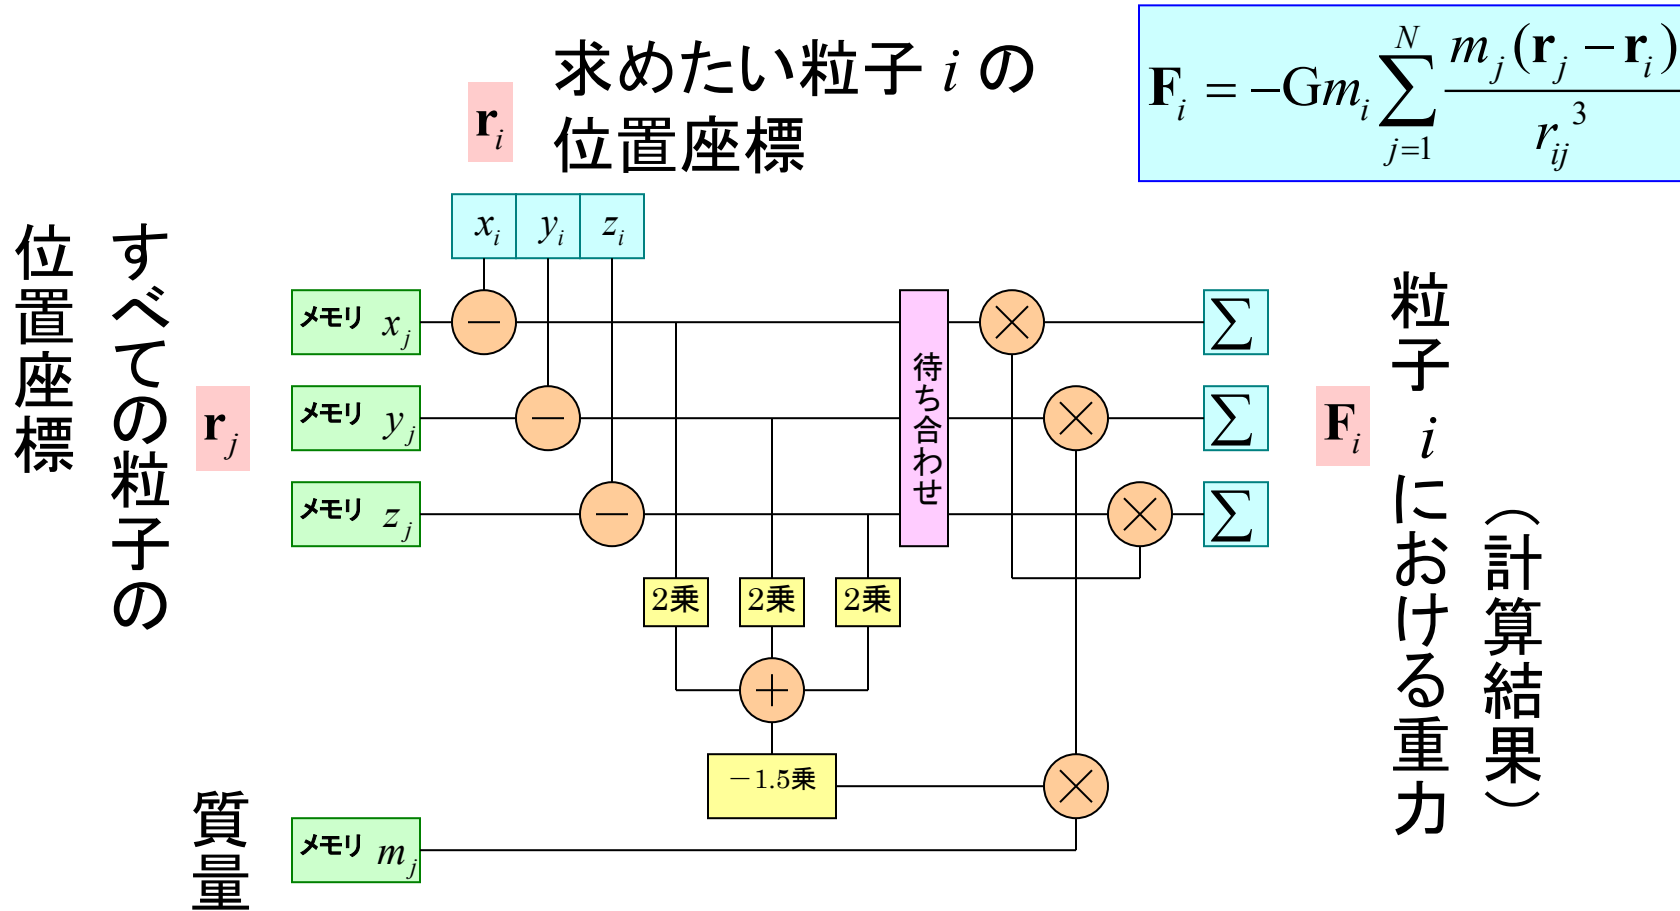 求めたい粒子 i の
位置座標
r_i
F_i = −Gm_i ∑_{j=1}^{N} m_j(r_j − r_i) / r_{ij}^3
x_i y_i z_i
すべての粒子の
位置座標
r_j
メモリ x_j
メモリ y_j
メモリ z_j
−
−
−
待ち合わせ
×
×
×
∑
∑
∑
F_i
粒子 i における重力
（計算結果）
2乗 2乗 2乗
+
−1.5乗
×
質量
メモリ m_j